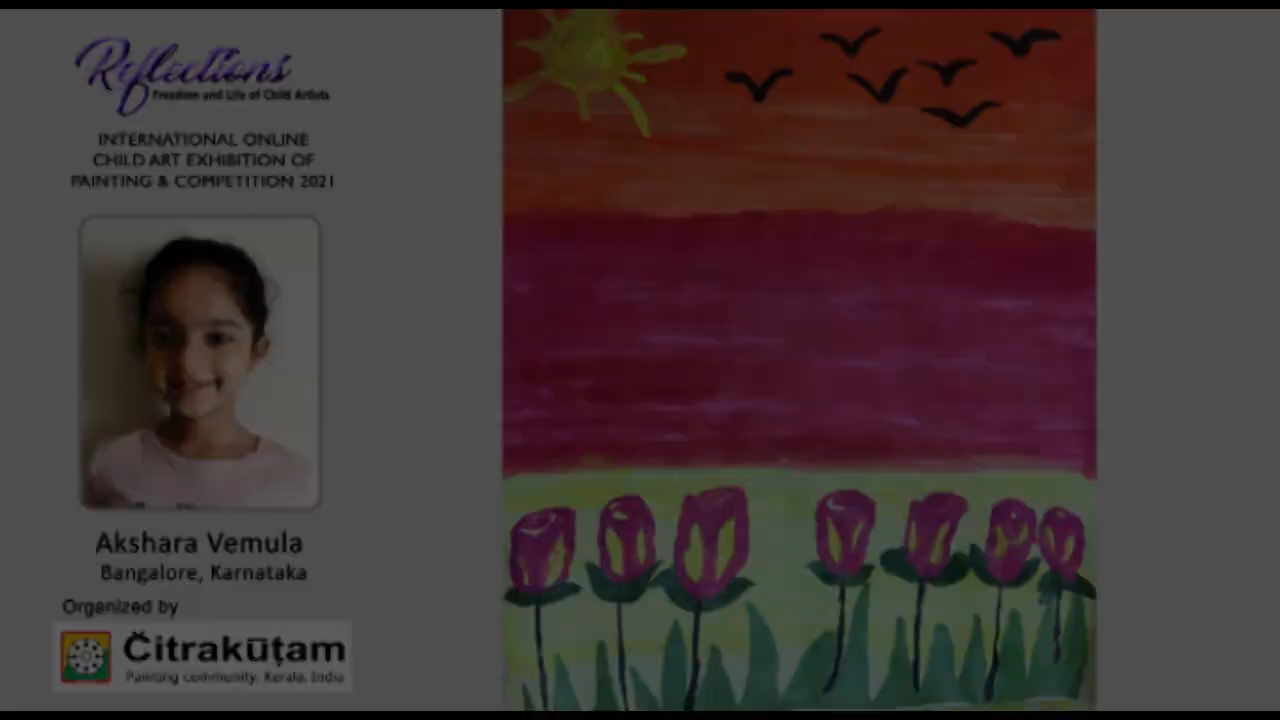 Reflections
Freedom and Life of Child Artists
INTERNATIONAL ONLINE
CHILD ART EXHIBITION OF
PAINTING & COMPETITION 2021
Akshara Vemula
Bangalore, Karnataka
Organized by
Čitrakūṭam
Painting community, Kerala, India